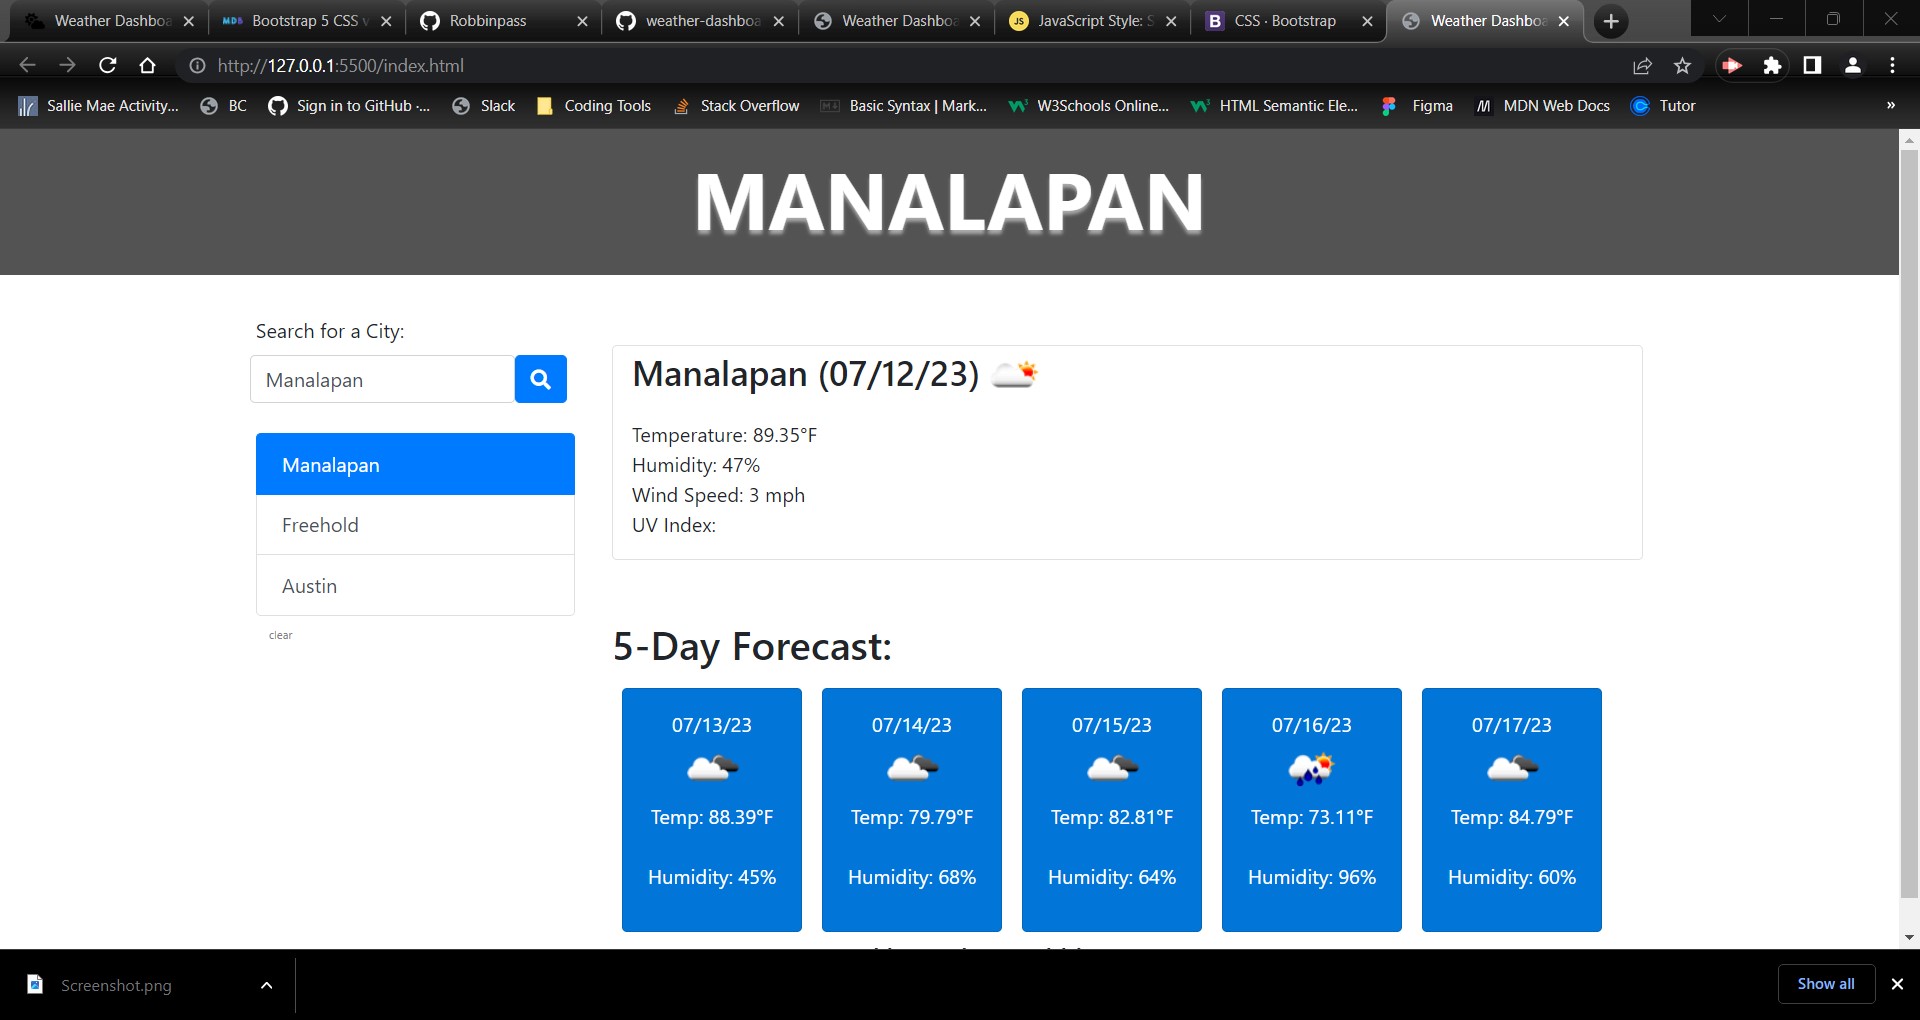 Weather Dashboa
Bootstrap 5 CSS v
Robbinpass
weather-dashboa
Weather Dashboa
JS
JavaScript Style: S
B
CSS · Bootstrap
Weather Dashboa
http://127.0.0.1:5500/index.html
Sallie Mae Activity...
BC
Sign in to GitHub ·...
Slack
Coding Tools
Stack Overflow
Basic Syntax | Mark...
W3Schools Online...
HTML Semantic Ele...
Figma
MDN Web Docs
Tutor
»
MANALAPAN
Search for a City:
Manalapan
Manalapan
Freehold
Austin
clear
Manalapan (07/12/23)
Temperature: 89.35°F
Humidity: 47%
Wind Speed: 3 mph
UV Index:
5-Day Forecast:
07/13/23
Temp: 88.39°F
Humidity: 45%
07/14/23
Temp: 79.79°F
Humidity: 68%
07/15/23
Temp: 82.81°F
Humidity: 64%
07/16/23
Temp: 73.11°F
Humidity: 96%
07/17/23
Temp: 84.79°F
Humidity: 60%
Screenshot.png
Show all